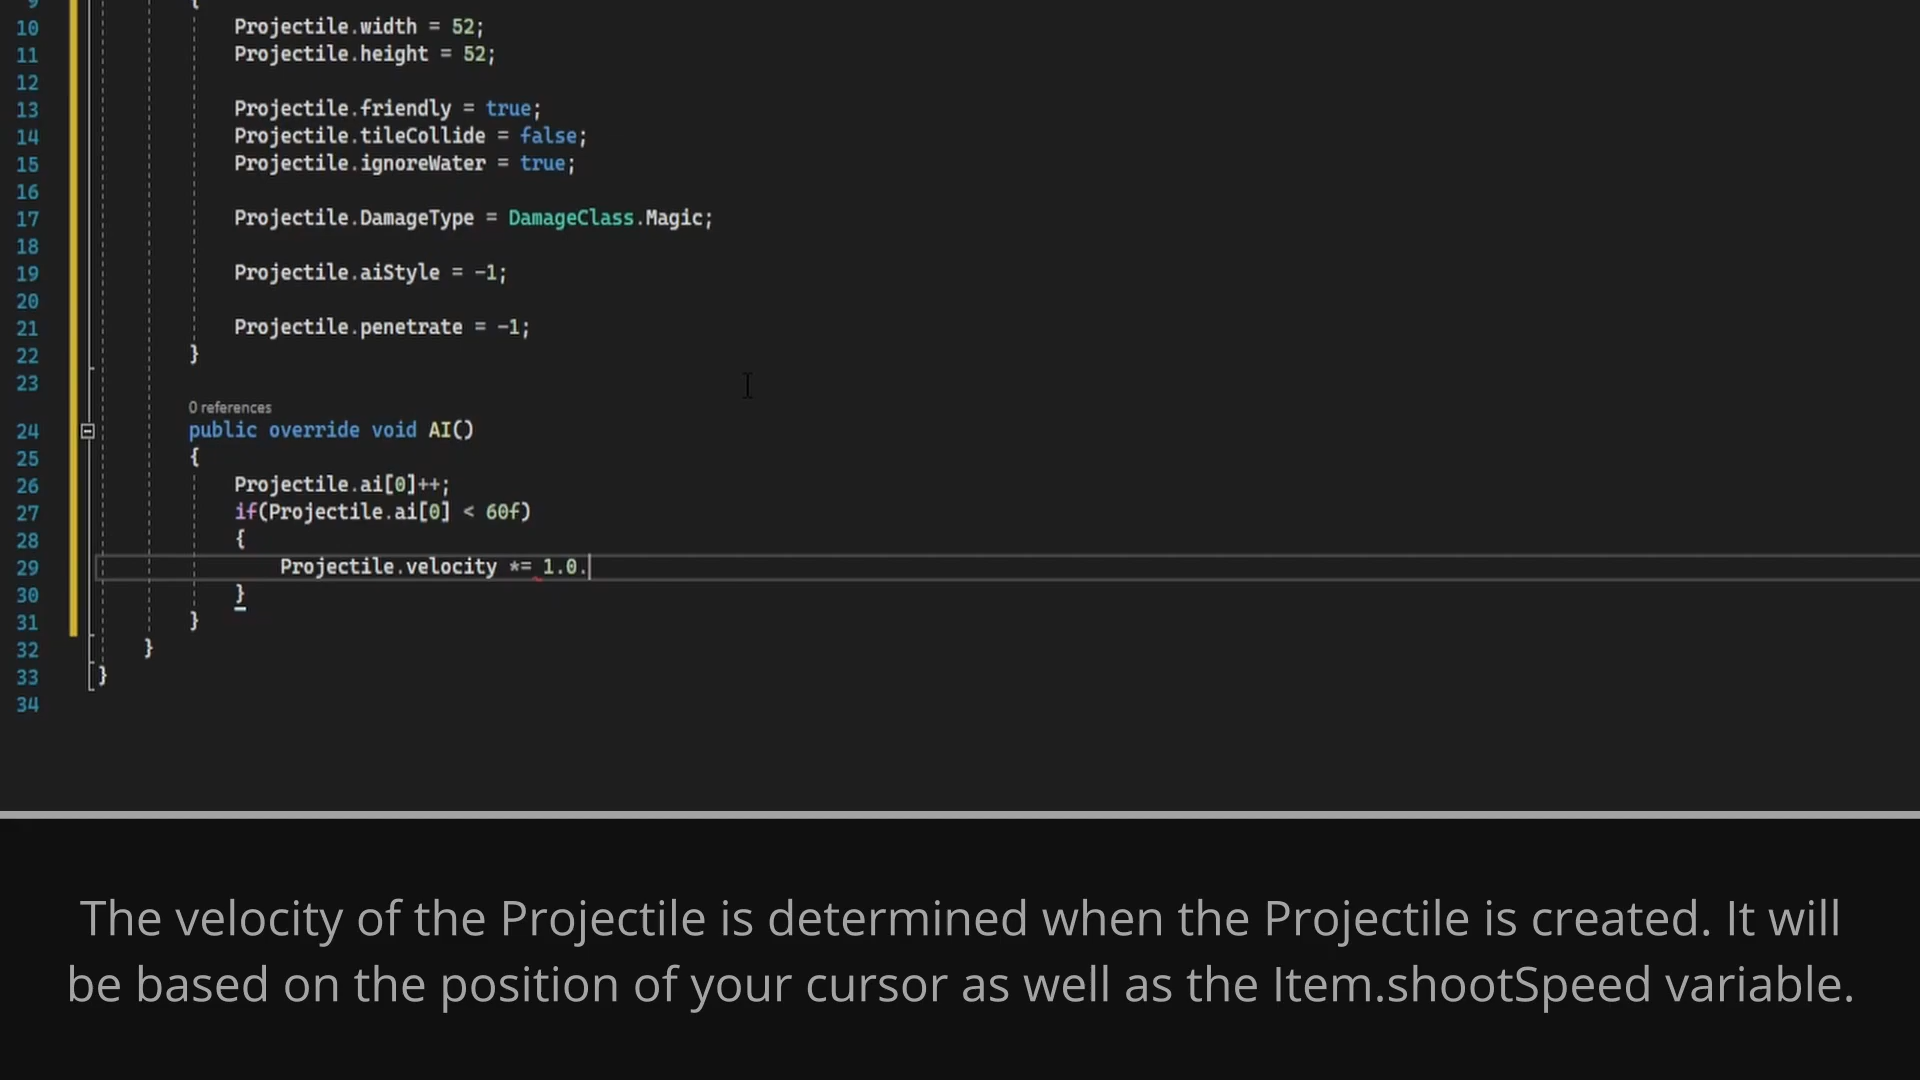 9 {
10 Projectile.width = 52;
11 Projectile.height = 52;
12
13 Projectile.friendly = true;
14 Projectile.tileCollide = false;
15 Projectile.ignoreWater = true;
16
17 Projectile.DamageType = DamageClass.Magic;
18
19 Projectile.aiStyle = -1;
20
21 Projectile.penetrate = -1;
22 }
23
0 references
24 public override void AI()
25 {
26 Projectile.ai[0]++;
27 if(Projectile.ai[0] < 60f)
28 {
29 Projectile.velocity *= 1.0.
30 }
31 }
32 }
33 }
34
The velocity of the Projectile is determined when the Projectile is created. It will
be based on the position of your cursor as well as the Item.shootSpeed variable.